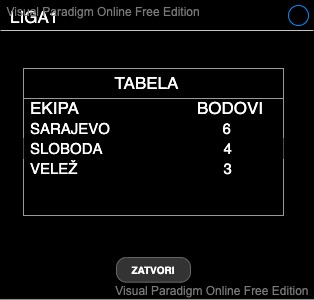 Visual Paradigm Online Free Edition
LIGA1
TABELA
EKIPA BODOVI
SARAJEVO 6
SLOBODA 4
VELEŽ 3
ZATVORI
Visual Paradigm Online Free Edition